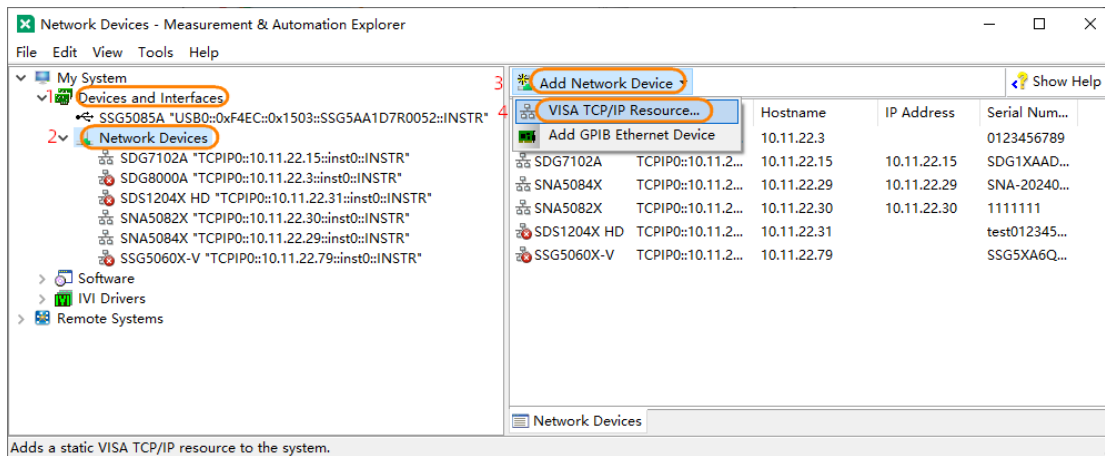 Network Devices - Measurement & Automation Explorer
File Edit View Tools Help
My System
1 Devices and Interfaces
SSG5085A "USB0::0xF4EC::0x1503::SSG5AA1D7R0052::INSTR"
2 Network Devices
SDG7102A "TCPIP0::10.11.22.15::inst0::INSTR"
SDG8000A "TCPIP0::10.11.22.3::inst0::INSTR"
SDS1204X HD "TCPIP0::10.11.22.31::inst0::INSTR"
SNA5082X "TCPIP0::10.11.22.30::inst0::INSTR"
SNA5084X "TCPIP0::10.11.22.29::inst0::INSTR"
SSG5060X-V "TCPIP0::10.11.22.79::inst0::INSTR"
Software
IVI Drivers
Remote Systems
3 Add Network Device
Show Help
4 VISA TCP/IP Resource...
Add GPIB Ethernet Device
Hostname IP Address Serial Num...
10.11.22.3 0123456789
SDG7102A TCPIP0::10.11.2... 10.11.22.15 10.11.22.15 SDG1XAAD...
SNA5084X TCPIP0::10.11.2... 10.11.22.29 10.11.22.29 SNA-20240...
SNA5082X TCPIP0::10.11.2... 10.11.22.30 10.11.22.30 1111111
SDS1204X HD TCPIP0::10.11.2... 10.11.22.31 test012345...
SSG5060X-V TCPIP0::10.11.2... 10.11.22.79 SSG5XA6Q...
Network Devices
Adds a static VISA TCP/IP resource to the system.